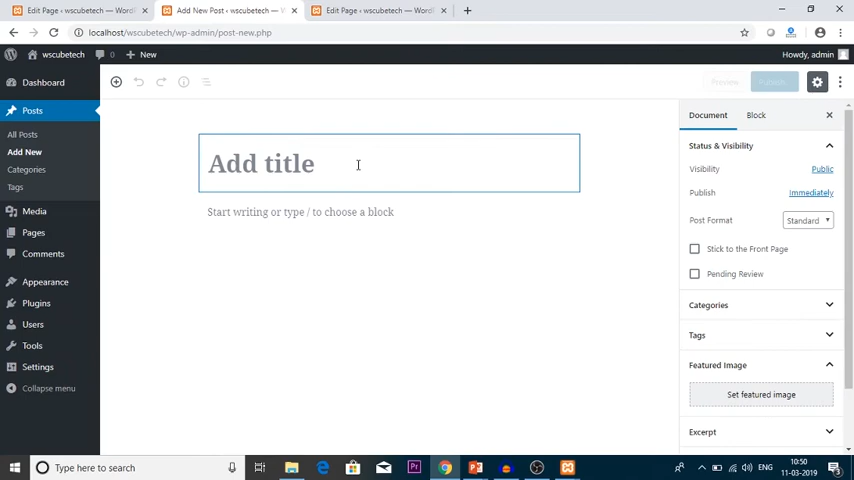 Edit Page ‹ wscubetech — WordP
Add New Post ‹ wscubetech — W
Edit Page ‹ wscubetech — WordP
localhost/wscubetech/wp-admin/post-new.php
wscubetech
0
New
Howdy, admin
Dashboard
Posts
All Posts
Add New
Categories
Tags
Media
Pages
Comments
Appearance
Plugins
Users
Tools
Settings
Collapse menu
Preview
Publish...
Add title
Start writing or type / to choose a block
Document
Block
Status & Visibility
Visibility
Public
Publish
Immediately
Post Format
Standard
Stick to the Front Page
Pending Review
Categories
Tags
Featured Image
Set featured image
Excerpt
Type here to search
Pr
ENG
10:50
11-03-2019
3